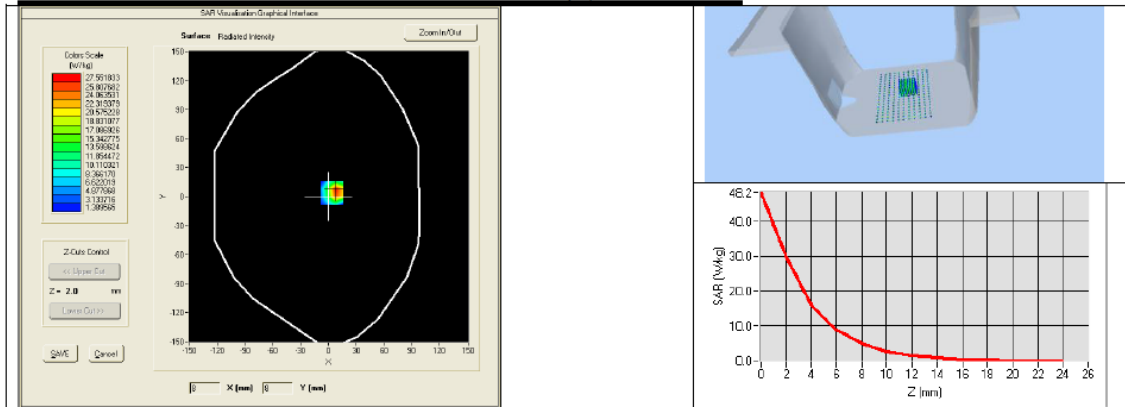 SAR Visualisation Graphical Interface
Surface Radiated Intensity
Zoom In/Out
Colors Scale
(W/kg)
27.551833
25.807682
24.063531
22.319379
20.575228
18.831077
17.086926
15.342775
13.598624
11.854472
10.110321
8.366170
6.622019
4.877868
3.133716
1.389565
150
120
90
60
30
0
-30
-60
-90
-120
-150
Y
-150 -120 -90 -60 -30 0 30 60 90 120 150
X
Z-Cuts Control
<< Upper Cut
Z = 2.0 mm
Lower Cut >>
SAVE Cancel
X (mm) Y (mm)
48.2
40.0
30.0
20.0
10.0
0.0
SAR (W/kg)
0 2 4 6 8 10 12 14 16 18 20 22 24 26
Z (mm)